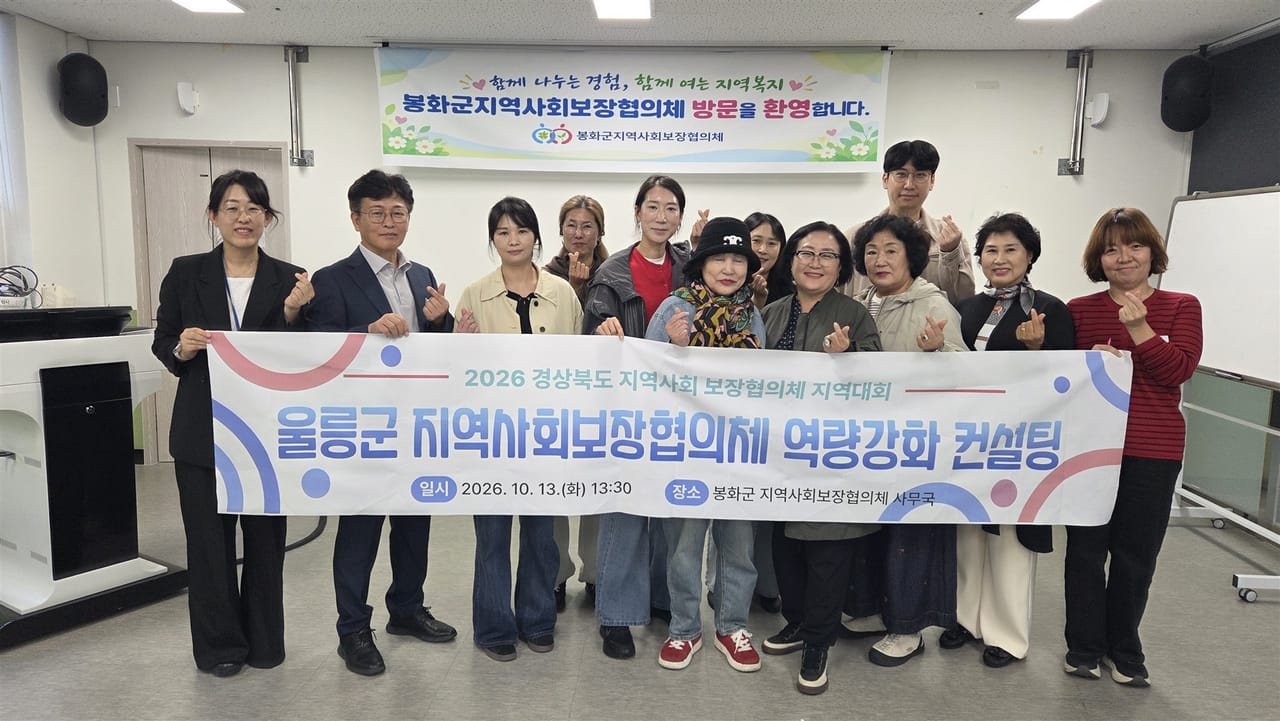 함께 나누는 경험, 함께 여는 지역복지
봉화군지역사회보장협의체 방문을 환영합니다.
봉화군지역사회보장협의체
2026 경상북도 지역사회 보장협의체 지역대회
울릉군 지역사회보장협의체 역량강화 컨설팅
일시 2026. 10. 13.(화) 13:30 장소 봉화군 지역사회보장협의체 사무국